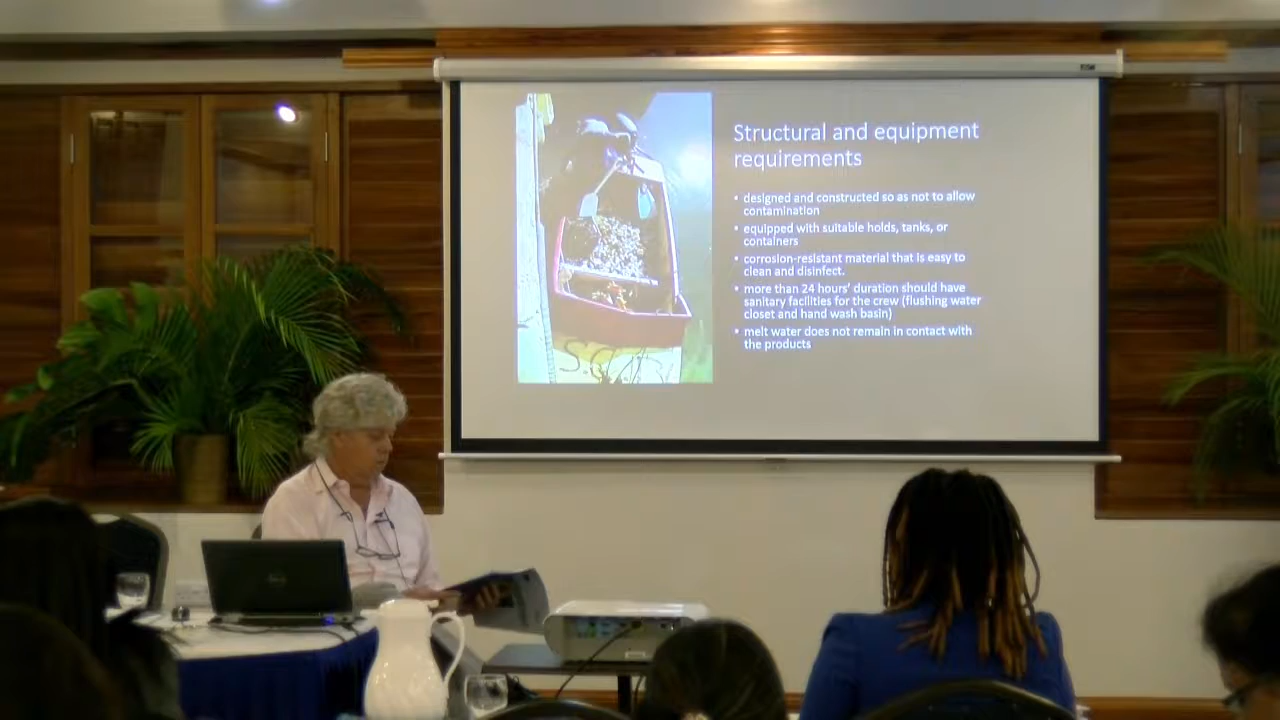 Structural and equipment
requirements
• designed and constructed so as not to allow
contamination
• equipped with suitable holds, tanks, or
containers
• corrosion-resistant material that is easy to
clean and disinfect.
• more than 24 hours' duration should have
sanitary facilities for the crew (flushing water
closet and hand wash basin)
• melt water does not remain in contact with
the products